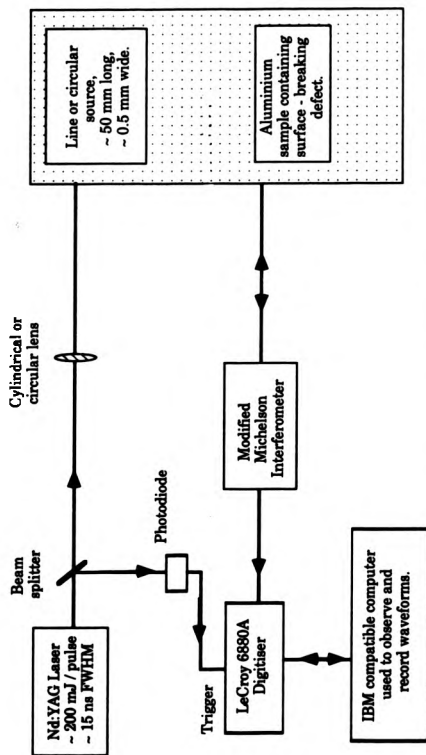 Nd:YAG Laser
~ 200 mJ / pulse
~ 15 ns FWHM
Beam
splitter
Cylindrical or
circular lens
Line or circular
source,
~ 50 mm long,
~ 0.5 mm wide.
Photodiode
Trigger
LeCroy 6880A
Digitiser
Modified
Michelson
Interferometer
Aluminium
sample containing
surface - breaking
defect.
IBM compatible computer
used to observe and
record waveforms.